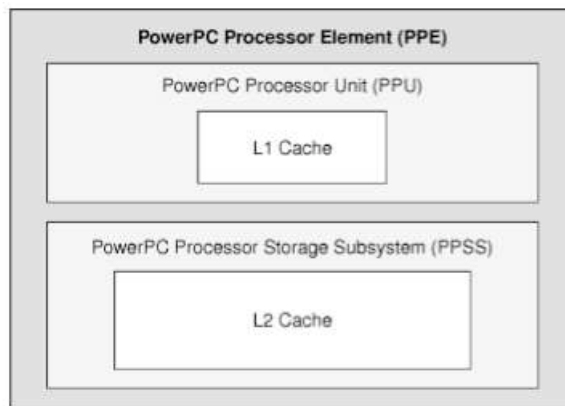 PowerPC Processor Element (PPE)
PowerPC Processor Unit (PPU)
L1 Cache
PowerPC Processor Storage Subsystem (PPSS)
L2 Cache